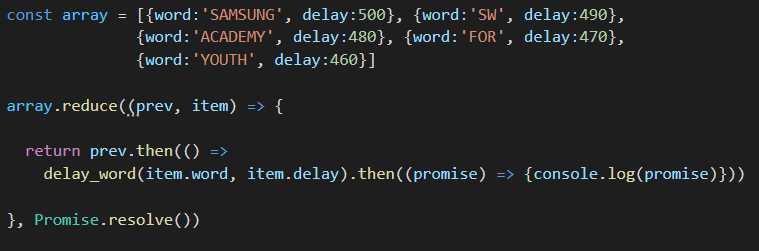 const array = [{word:'SAMSUNG', delay:500}, {word:'SW', delay:490},
{word:'ACADEMY', delay:480}, {word:'FOR', delay:470},
{word:'YOUTH', delay:460}]
array.reduce((prev, item) => {
return prev.then(() =>
delay_word(item.word, item.delay).then((promise) => {console.log(promise)}))
}, Promise.resolve())